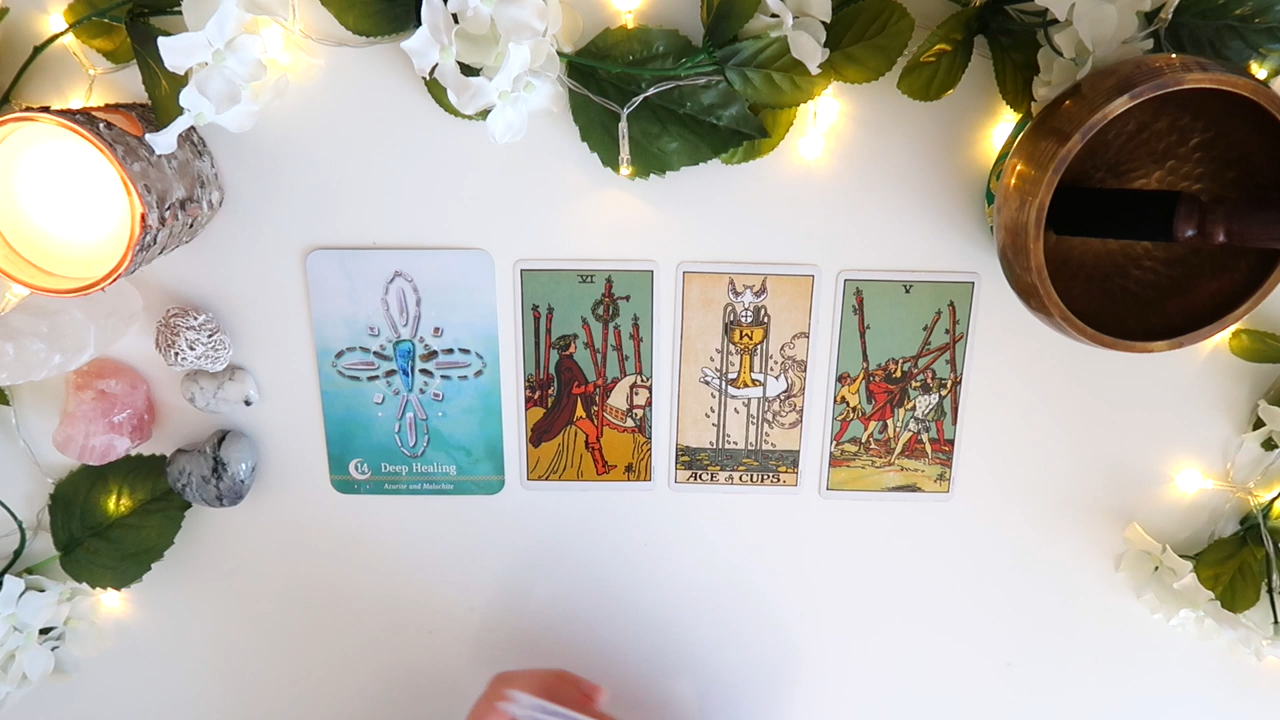 14 Deep Healing
Azurite and Malachite
VI
W
ACE of CUPS.
V